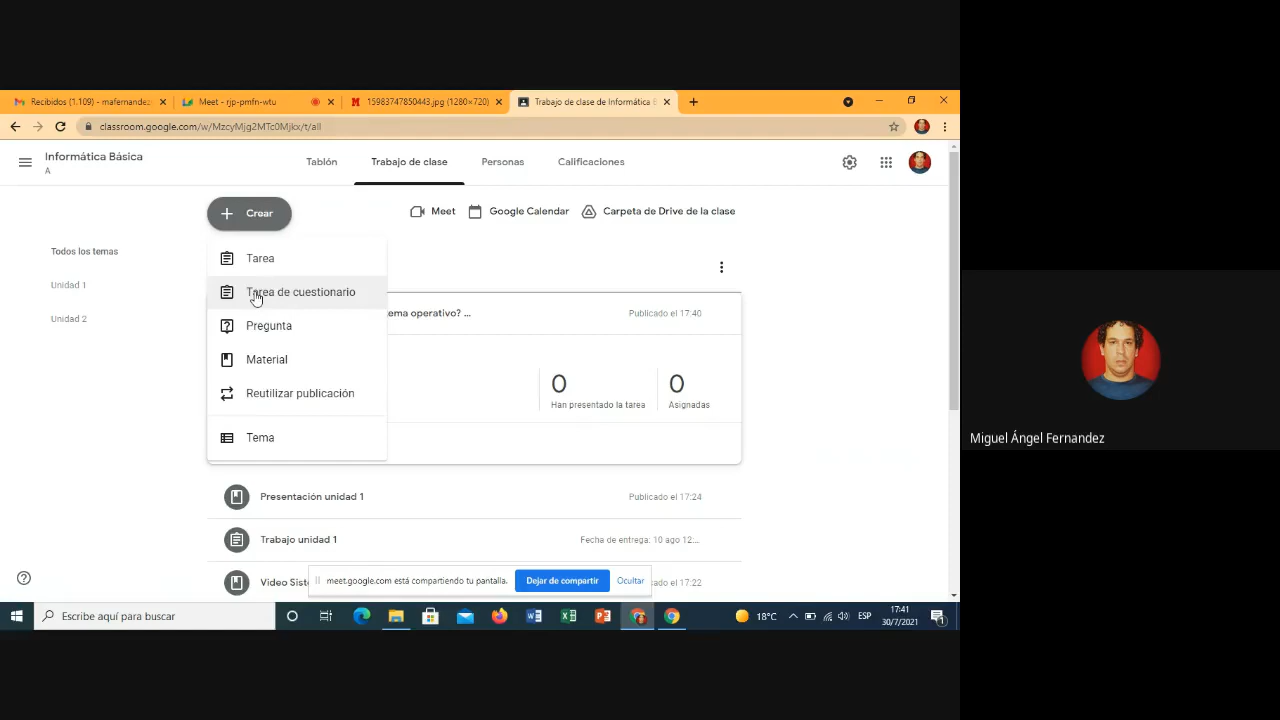 Recibidos (1.109) - mafernandez
Meet - rjp-pmfn-wtu
15983747850443.jpg (1280×720)
Trabajo de clase de Informática B
classroom.google.com/w/MzcyMjg2MTc0Mjkx/t/all
Informática Básica
A
Tablón
Trabajo de clase
Personas
Calificaciones
Crear
Meet
Google Calendar
Carpeta de Drive de la clase
Todos los temas
Unidad 1
Unidad 2
Tarea
Tarea de cuestionario
Pregunta
Material
Reutilizar publicación
Tema
tema operativo? ...
Publicado el 17:40
0
Han presentado la tarea
0
Asignadas
Presentación unidad 1
Publicado el 17:24
Trabajo unidad 1
Fecha de entrega: 10 ago 12:...
Video Sist
cado el 17:22
meet.google.com está compartiendo tu pantalla.
Dejar de compartir
Ocultar
Escribe aquí para buscar
18°C
ESP
17:41
30/7/2021
1
Miguel Ángel Fernandez